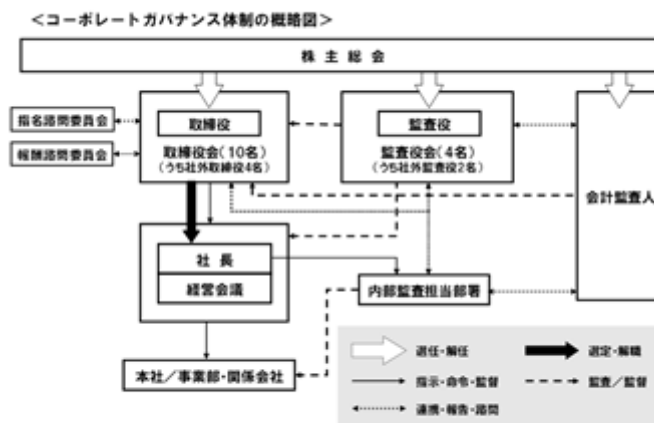 ＜コーポレートガバナンス体制の概略図＞
株主総会
指名諮問委員会
報酬諮問委員会
取締役
取締役会(10名)
(うち社外取締役4名)
監査役
監査役会(4名)
(うち社外監査役2名)
会計監査人
社長
経営会議
内部監査担当部署
本社／事業部・関係会社
選任・解任
選定・解職
指示・命令・監督
監査／監督
連携・報告・諮問